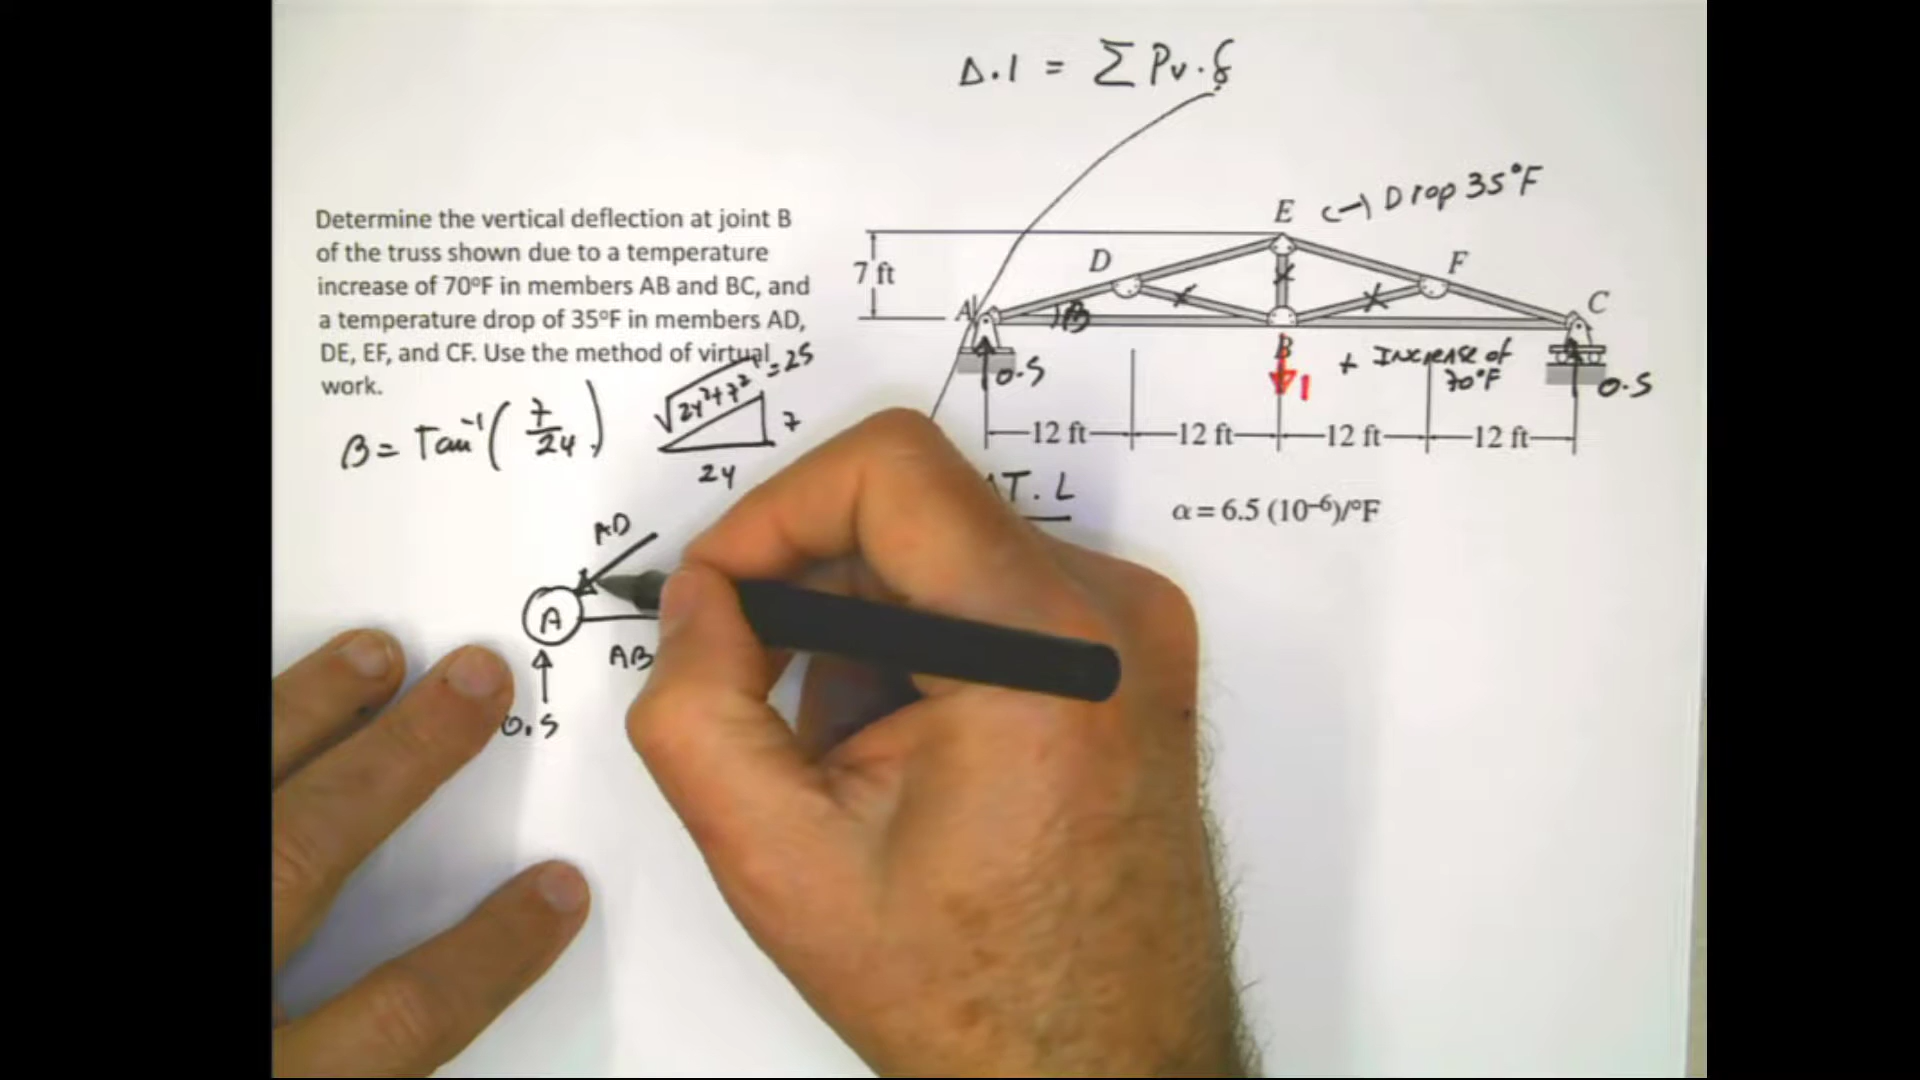 Δ.1 = Σ Pv.δ
Determine the vertical deflection at joint B
of the truss shown due to a temperature
increase of 70ºF in members AB and BC, and
a temperature drop of 35ºF in members AD,
DE, EF, and CF. Use the method of virtual
work.
β = Tan⁻¹(7/24)
√24²+7² = 25
7
24
E (-) Drop 35°F
7 ft
D
F
A
β
C
B
+ Increase of
70°F
0.5
1
0.5
12 ft
12 ft
12 ft
12 ft
T.L
α = 6.5 (10⁻⁶)/°F
AD
A
AB
0.5